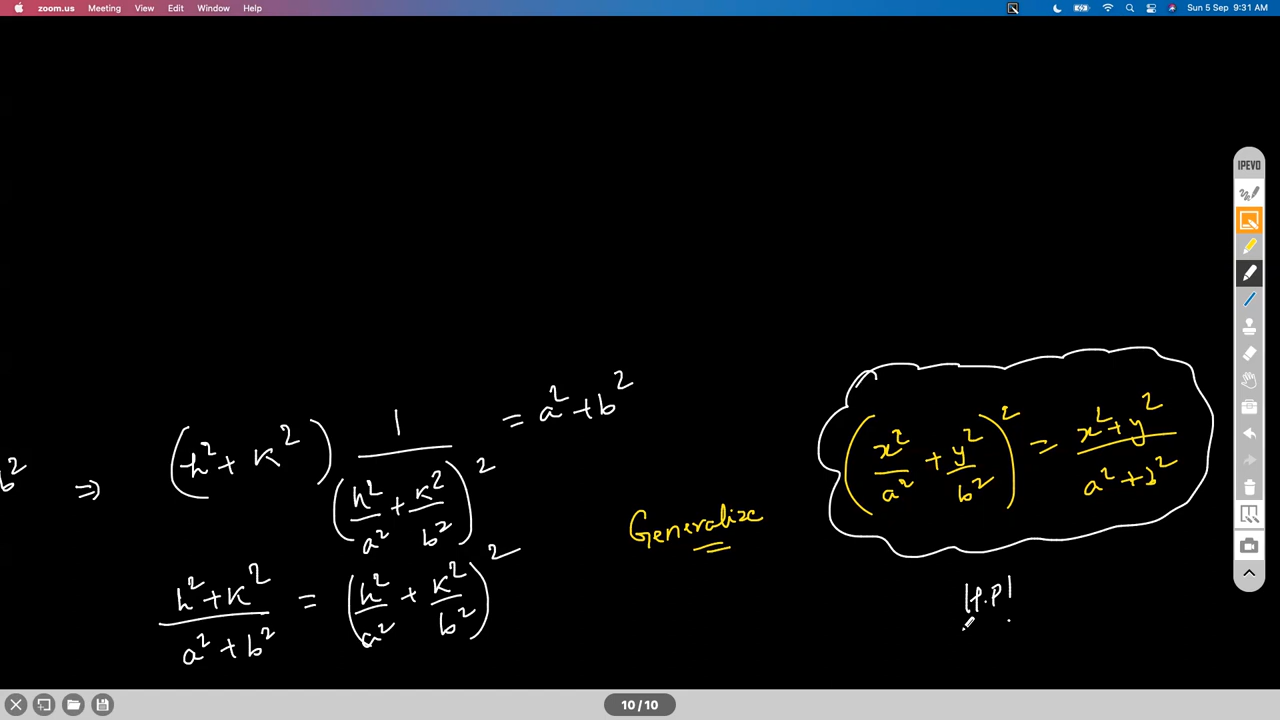 zoom.us Meeting View Edit Window Help Sun 5 Sep 9:31 AM
IPEVO
b² ⇒ (h² + k²) 1/(h²/a² + k²/b²)² = a² + b²
(h² + k²)/(a² + b²) = (h²/a² + k²/b²)²
Generalize
(x²/a² + y²/b²)² = (x² + y²)/(a² + b²)
H.P!
10/10